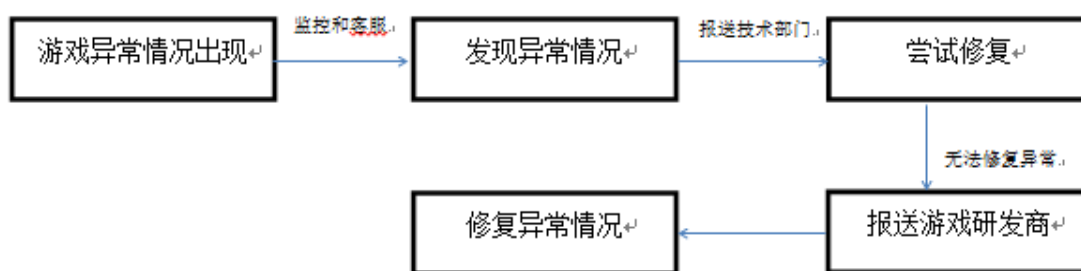 游戏异常情况出现
监控和客服
发现异常情况
报送技术部门
尝试修复
无法修复异常
报送游戏研发商
修复异常情况